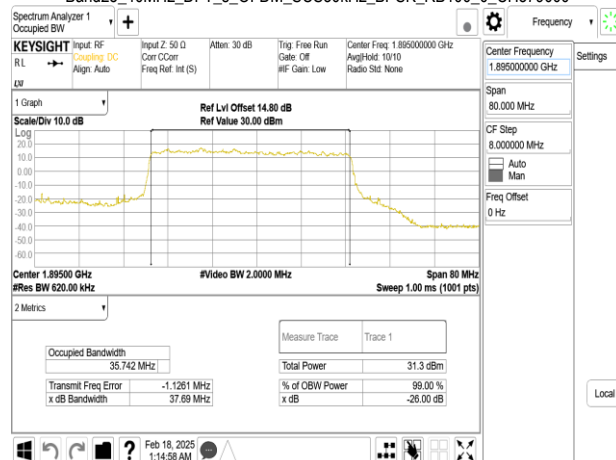 Spectrum Analyzer 1
Occupied BW
Frequency
Settings
KEYSIGHT
R L
LXI
Input: RF
Coupling: DC
Align: Auto
Input Z: 50 Ω
Corr CCorr
Freq Ref: Int (S)
Atten: 30 dB
Trig: Free Run
Gate: Off
#IF Gain: Low
Center Freq: 1.895000000 GHz
Avg|Hold: 10/10
Radio Std: None
Center Frequency
1.895000000 GHz
Span
80.000 MHz
CF Step
8.000000 MHz
Auto
Man
Freq Offset
0 Hz
Local
1 Graph
Scale/Div 10.0 dB
Ref Lvl Offset 14.80 dB
Ref Value 30.00 dBm
Log
20.0
10.0
0.00
-10.0
-20.0
-30.0
-40.0
-50.0
-60.0
Center 1.89500 GHz
#Res BW 620.00 kHz
#Video BW 2.0000 MHz
Span 80 MHz
Sweep 1.00 ms (1001 pts)
2 Metrics
Measure Trace Trace 1
Occupied Bandwidth
35.742 MHz
Total Power 31.3 dBm
Transmit Freq Error -1.1261 MHz
% of OBW Power 99.00 %
x dB Bandwidth 37.69 MHz
x dB -26.00 dB
?
Feb 18, 2025
1:14:58 AM